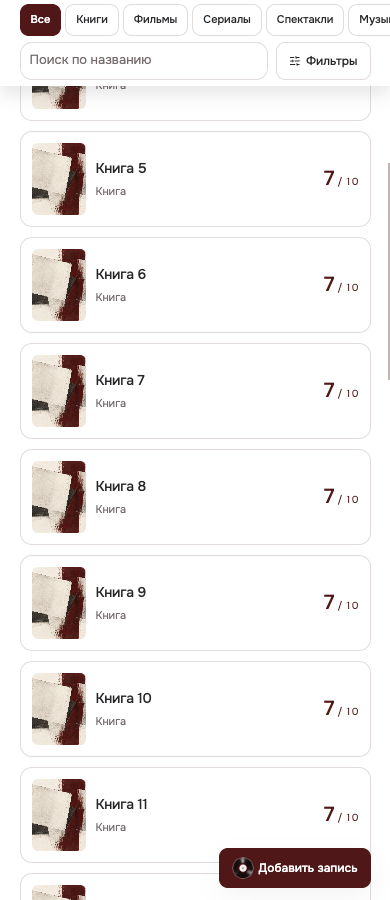 Все Книги Фильмы Сериалы Спектакли Музы
Поиск по названию Фильтры
Книга
Книга 5
Книга
7 / 10
Книга 6
Книга
7 / 10
Книга 7
Книга
7 / 10
Книга 8
Книга
7 / 10
Книга 9
Книга
7 / 10
Книга 10
Книга
7 / 10
Книга 11
Книга
7 / 10
Добавить запись